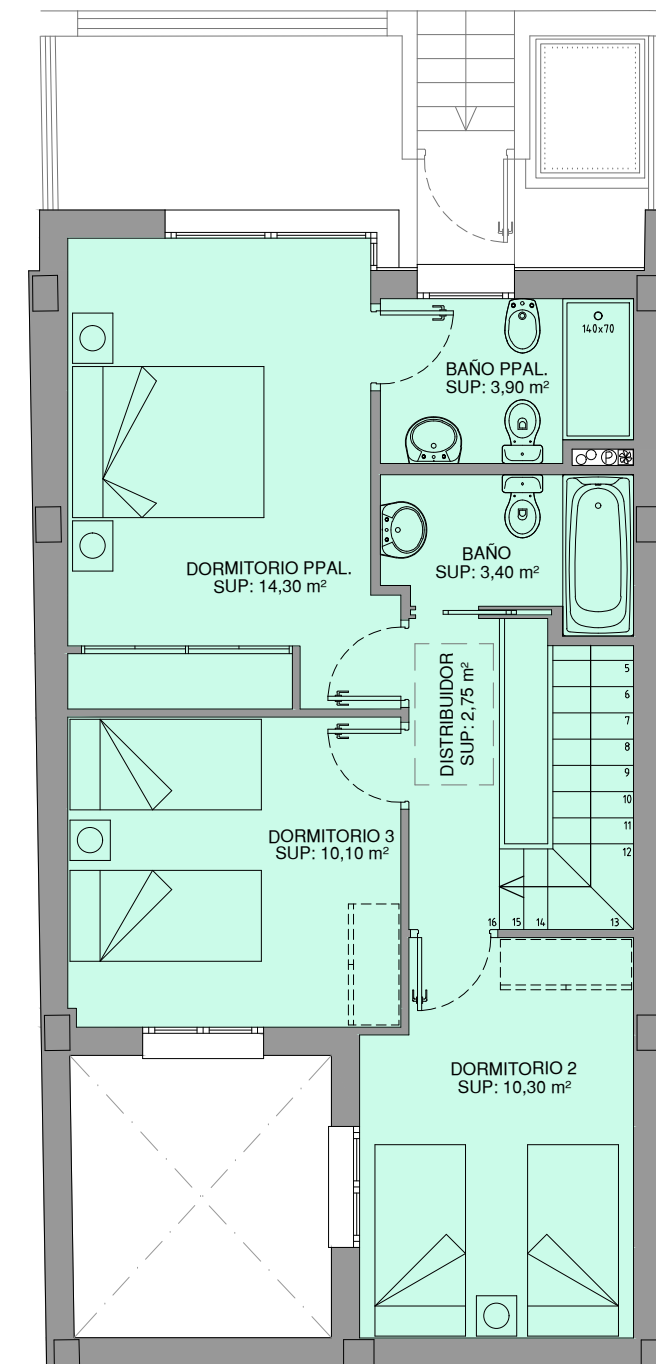 140x70
BAÑO PPAL.
SUP: 3,90 m²
P
BAÑO
SUP: 3,40 m²
DORMITORIO PPAL.
SUP: 14,30 m²
DISTRIBUIDOR
SUP: 2,75 m²
5
6
7
8
9
10
11
12
13
14
15
16
DORMITORIO 3
SUP: 10,10 m²
DORMITORIO 2
SUP: 10,30 m²